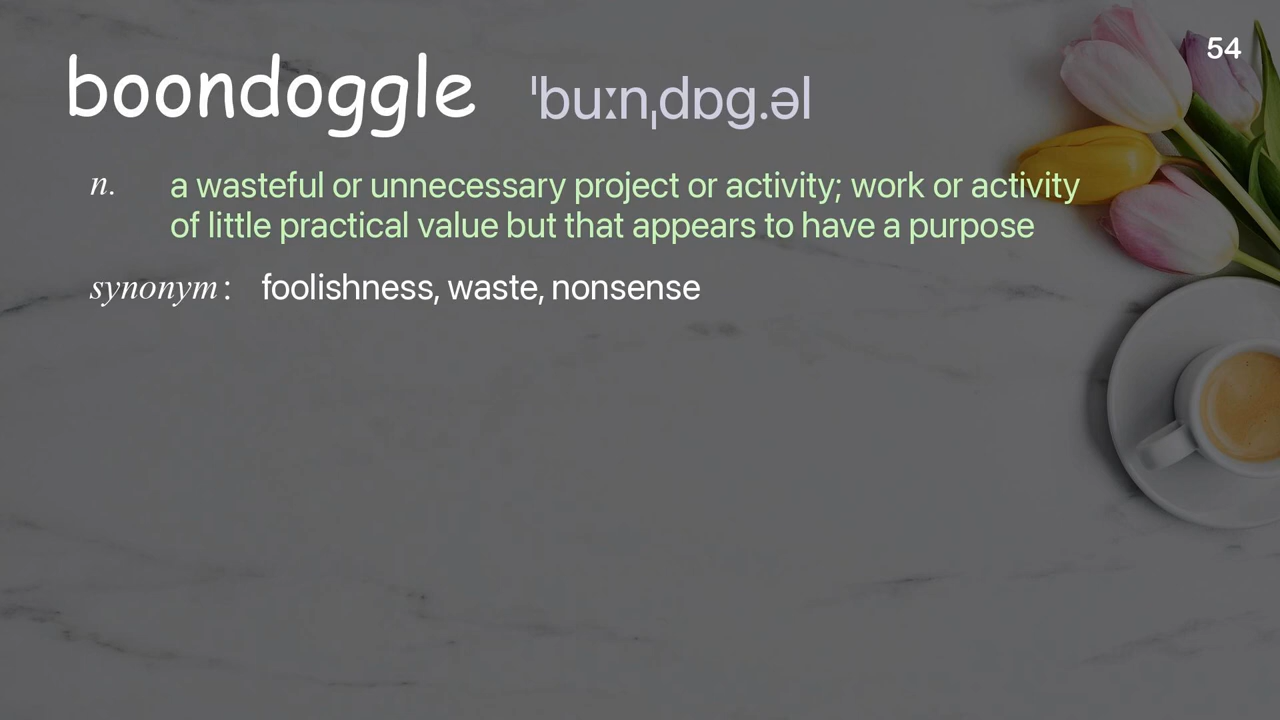 54
boondoggle ˈbuːnˌdɒg.əl
n. a wasteful or unnecessary project or activity; work or activity
of little practical value but that appears to have a purpose
synonym: foolishness, waste, nonsense